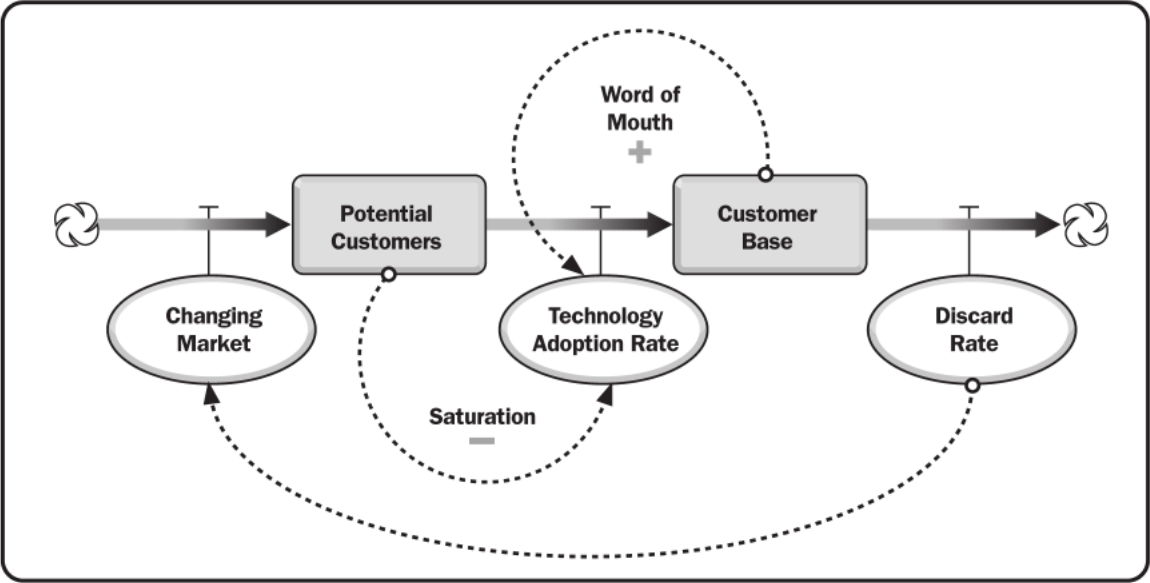 Word of
Mouth
+
Potential
Customers
Customer
Base
Changing
Market
Technology
Adoption Rate
Discard
Rate
Saturation
−